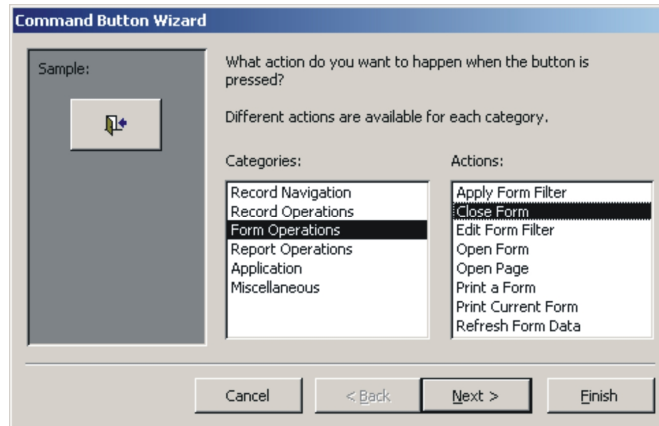 Command Button Wizard
Sample:
What action do you want to happen when the button is
pressed?
Different actions are available for each category.
Categories:
Record Navigation
Record Operations
Form Operations
Report Operations
Application
Miscellaneous
Actions:
Apply Form Filter
Close Form
Edit Form Filter
Open Form
Open Page
Print a Form
Print Current Form
Refresh Form Data
Cancel
< Back
Next >
Finish